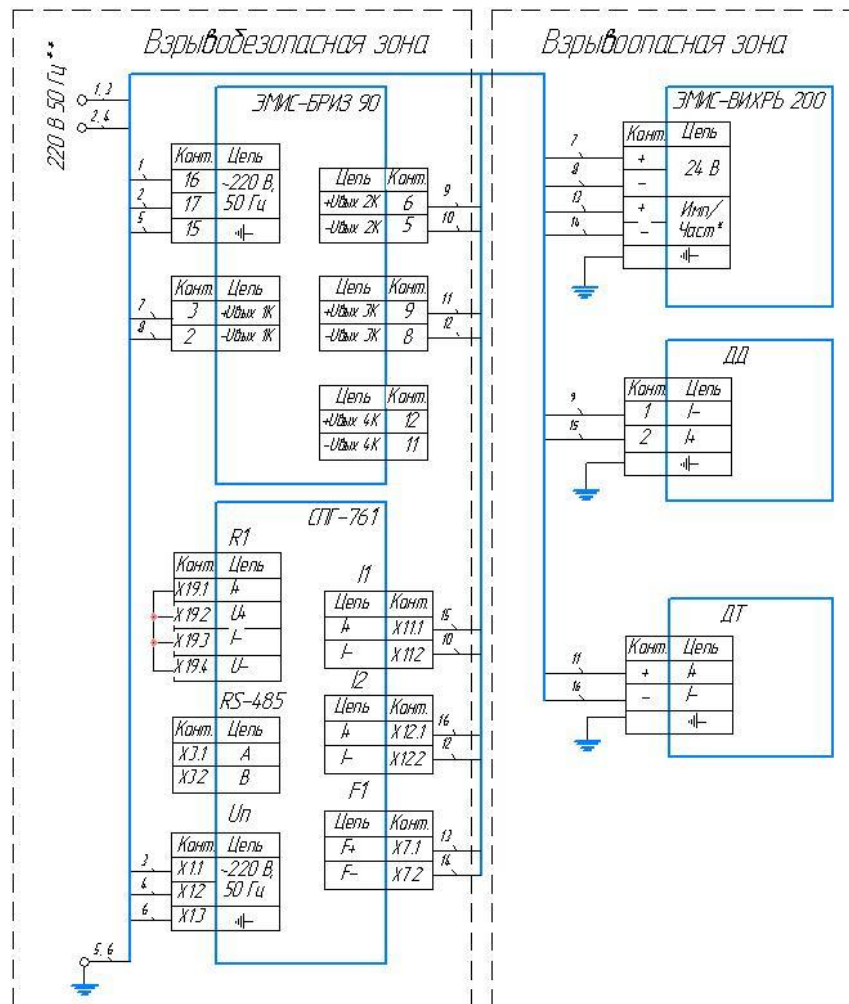 Взрывобезопасная зона
Взрывоопасная зона
220 В 50 Гц**
1, 3
2, 4
ЭМИС-БРИЗ 90
Конт. Цепь
1 16 ~220 В,
2 17 50 Гц
5 15
Цепь Конт.
+Uвых 2К 6 9
-Uвых 2К 5 10
Конт. Цепь
7 3 +Uвых 1К
8 2 -Uвых 1К
Цепь Конт.
+Uвых 3К 9 11
-Uвых 3К 8 12
Цепь Конт.
+Uвых 4К 12
-Uвых 4К 11
СПГ-761
R1
Конт. Цепь
X19.1 I+
X19.2 U+
X19.3 I-
X19.4 U-
I1
Цепь Конт.
I+ X11.1 15
I- X11.2 10
I2
Цепь Конт.
I+ X12.1 16
I- X12.2 12
RS-485
Конт. Цепь
X3.1 A
X3.2 B
F1
Цепь Конт.
F+ X7.1 13
F- X7.2 14
Uп
Конт. Цепь
3 X1.1 ~220 В,
4 X1.2 50 Гц
6 X1.3
5, 6
ЭМИС-ВИХРЬ 200
Конт. Цепь
7 + 24 В
8 -
13 + Имп/
14 - Част*
ДД
Конт. Цепь
9 1 I-
15 2 I+
ДТ
Конт. Цепь
11 + I+
16 - I-